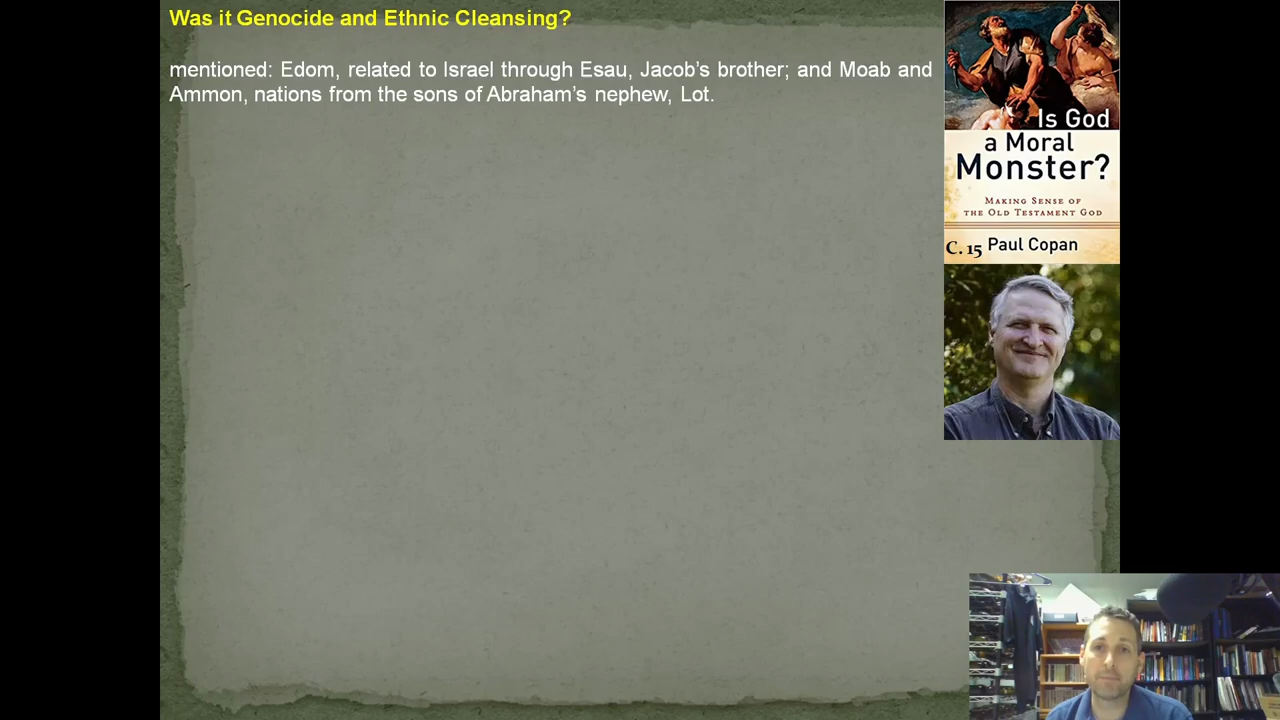 Was it Genocide and Ethnic Cleansing?
mentioned: Edom, related to Israel through Esau, Jacob’s brother; and Moab and
Ammon, nations from the sons of Abraham’s nephew, Lot.
Is God
a Moral
Monster?
Making Sense of
the Old Testament God
C. 15 Paul Copan